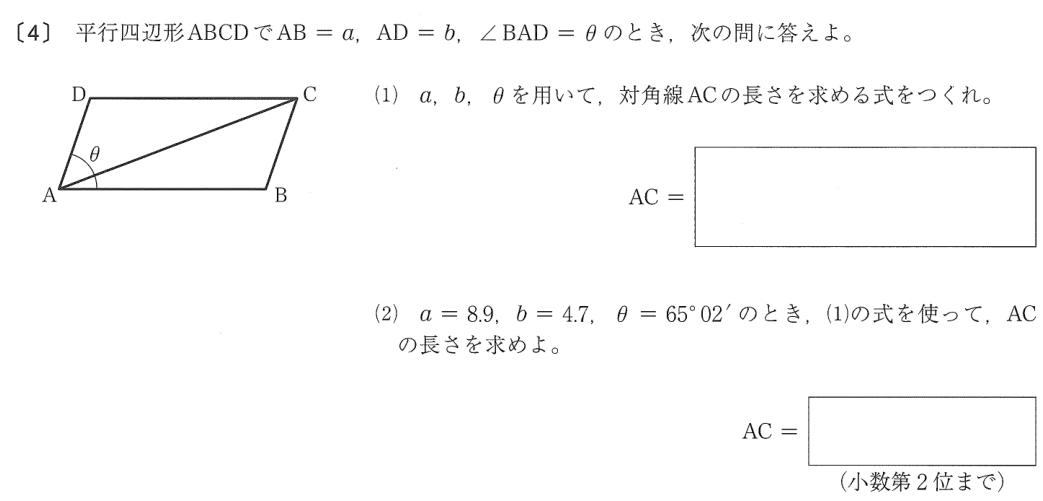 〔4〕 平行四辺形ABCDでAB = a, AD = b, ∠BAD = θのとき, 次の問に答えよ。
D
C
θ
A
B
(1) a, b, θを用いて, 対角線ACの長さを求める式をつくれ。
AC =
(2) a = 8.9, b = 4.7, θ = 65°02′のとき, (1)の式を使って, AC
の長さを求めよ。
AC =
(小数第2位まで)